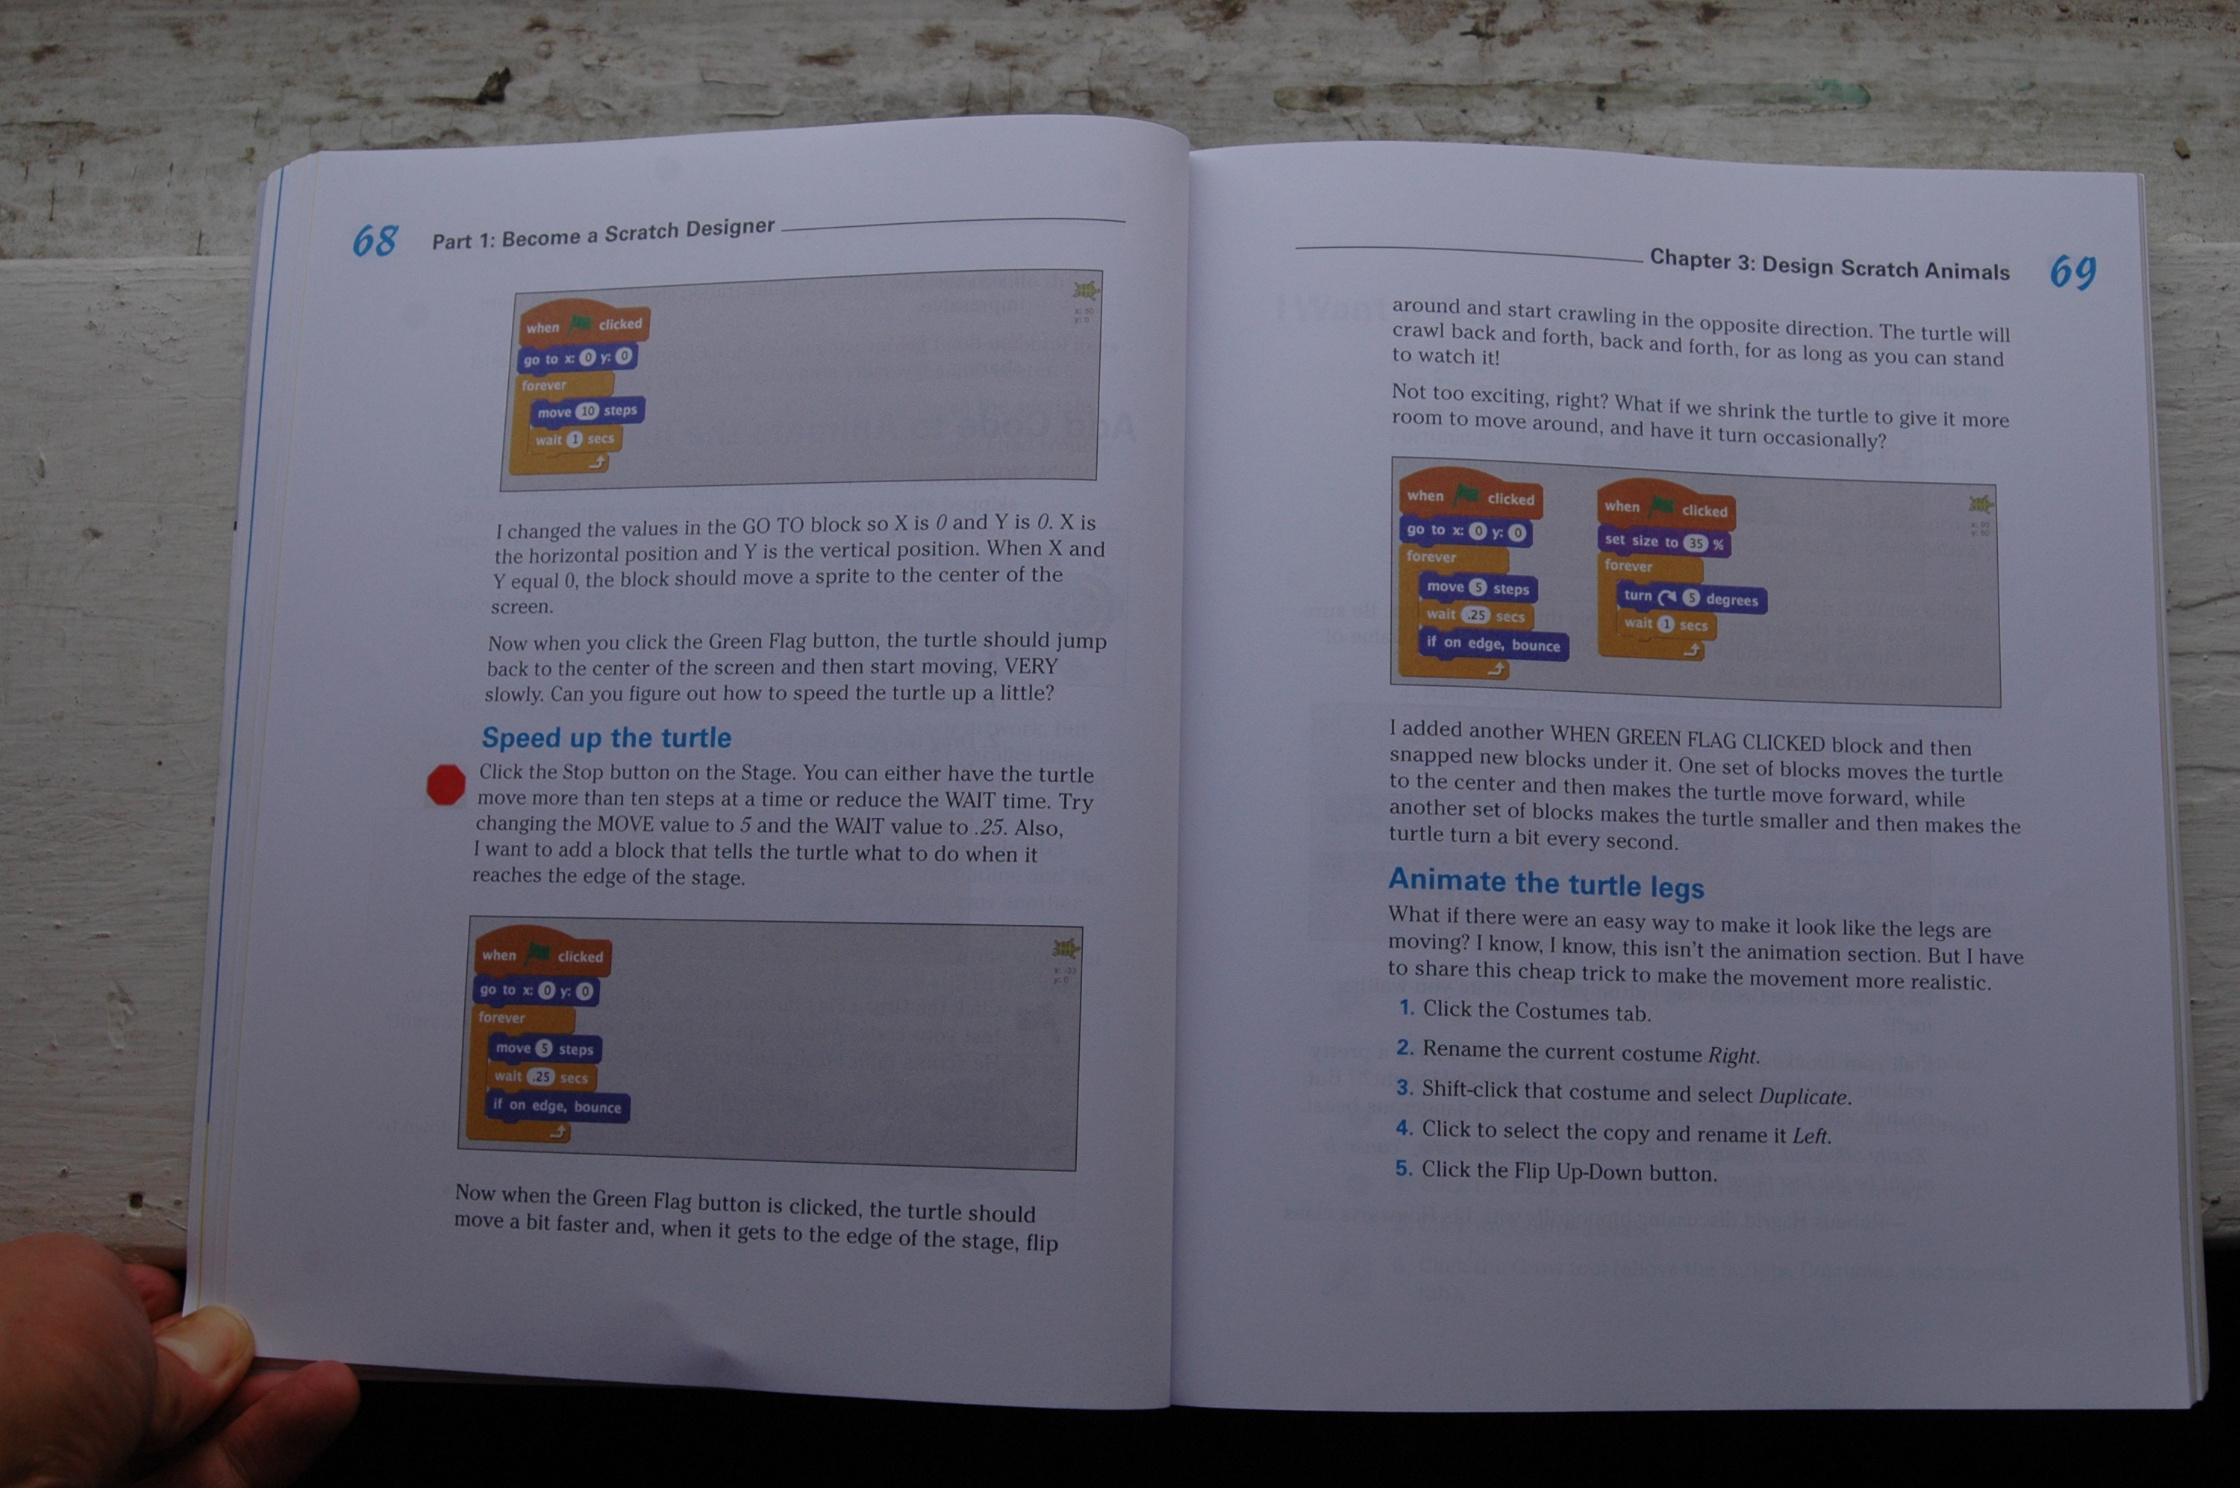 68 Part 1: Become a Scratch Designer
when clicked
go to x: 0 y: 0
forever
move 10 steps
wait 1 secs
I changed the values in the GO TO block so X is 0 and Y is 0. X is
the horizontal position and Y is the vertical position. When X and
Y equal 0, the block should move a sprite to the center of the
screen.
Now when you click the Green Flag button, the turtle should jump
back to the center of the screen and then start moving, VERY
slowly. Can you figure out how to speed the turtle up a little?
Speed up the turtle
Click the Stop button on the Stage. You can either have the turtle
move more than ten steps at a time or reduce the WAIT time. Try
changing the MOVE value to 5 and the WAIT value to .25. Also,
I want to add a block that tells the turtle what to do when it
reaches the edge of the stage.
when clicked
go to x: 0 y: 0
forever
move 5 steps
wait .25 secs
if on edge, bounce
Now when the Green Flag button is clicked, the turtle should
move a bit faster and, when it gets to the edge of the stage, flip
Chapter 3: Design Scratch Animals 69
around and start crawling in the opposite direction. The turtle will
crawl back and forth, back and forth, for as long as you can stand
to watch it!
Not too exciting, right? What if we shrink the turtle to give it more
room to move around, and have it turn occasionally?
when clicked
go to x: 0 y: 0
forever
move 5 steps
wait .25 secs
if on edge, bounce
when clicked
set size to 35 %
forever
turn 5 degrees
wait 1 secs
I added another WHEN GREEN FLAG CLICKED block and then
snapped new blocks under it. One set of blocks moves the turtle
to the center and then makes the turtle move forward, while
another set of blocks makes the turtle smaller and then makes the
turtle turn a bit every second.
Animate the turtle legs
What if there were an easy way to make it look like the legs are
moving? I know, I know, this isn't the animation section. But I have
to share this cheap trick to make the movement more realistic.
1. Click the Costumes tab.
2. Rename the current costume Right.
3. Shift-click that costume and select Duplicate.
4. Click to select the copy and rename it Left.
5. Click the Flip Up-Down button.